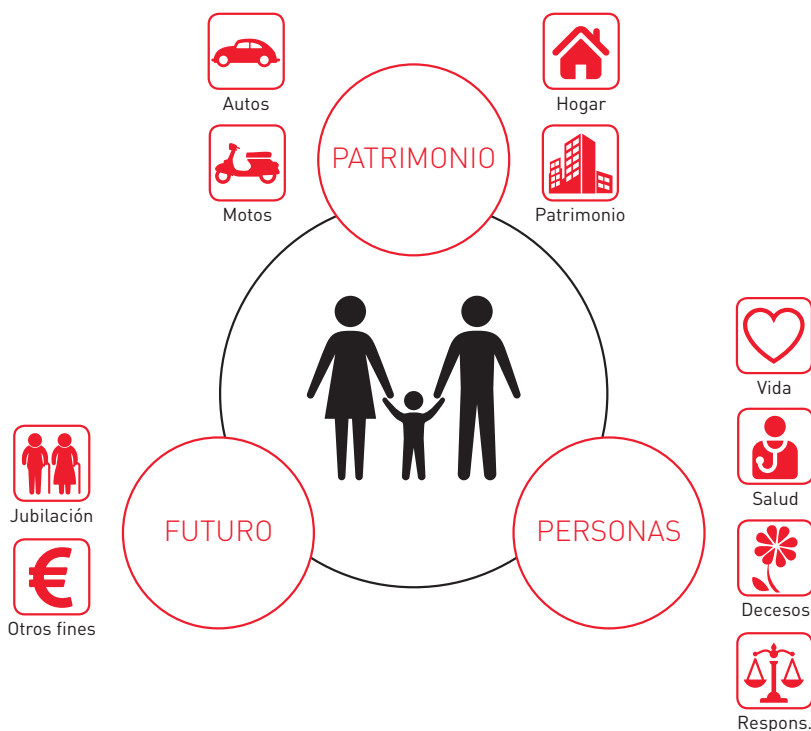 Autos
Hogar
PATRIMONIO
Motos
Patrimonio
Vida
Salud
Jubilación
FUTURO
PERSONAS
Otros fines
Decesos
Respons.